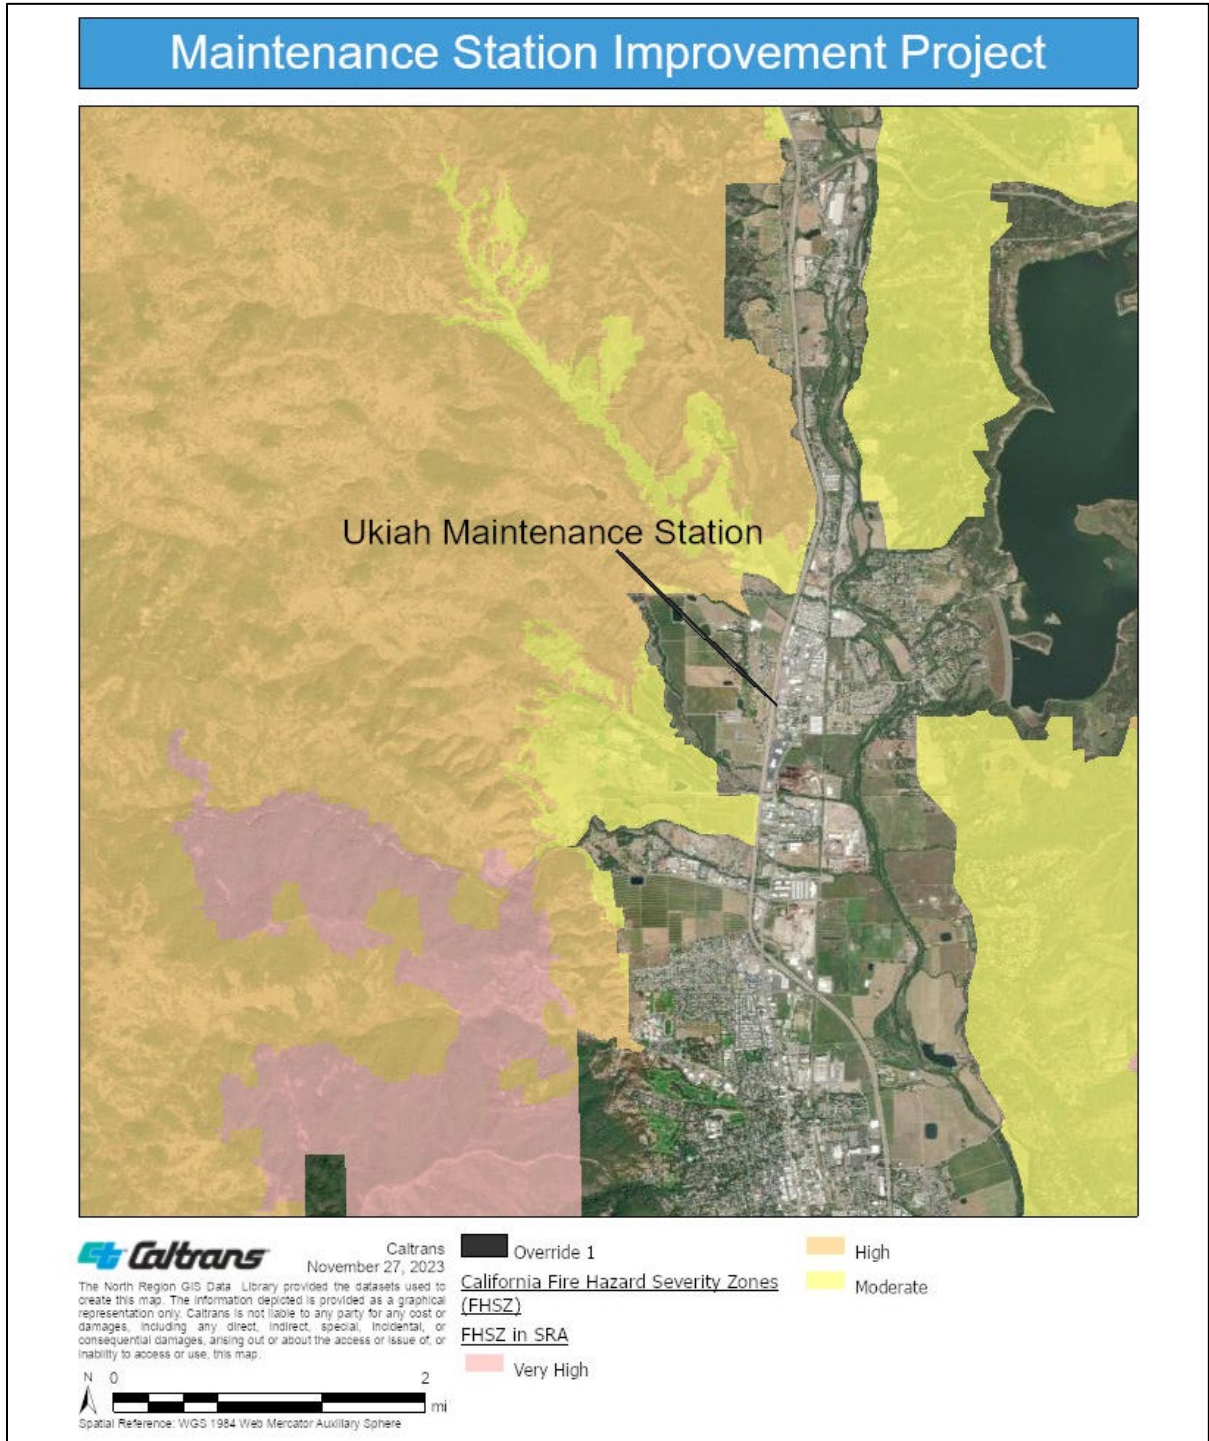 Maintenance Station Improvement Project
Ukiah Maintenance Station
Caltrans
Caltrans
November 27, 2023
The North Region GIS Data Library provided the datasets used to
create this map. The information depicted is provided as a graphical
representation only. Caltrans is not liable to any party for any cost or
damages, including any direct, indirect, special, incidental, or
consequential damages, arising out or about the access or issue of, or
inability to access or use, this map.
N 0 2
mi
Spatial Reference: WGS 1984 Web Mercator Auxiliary Sphere
Override 1
California Fire Hazard Severity Zones
(FHSZ)
FHSZ in SRA
Very High
High
Moderate